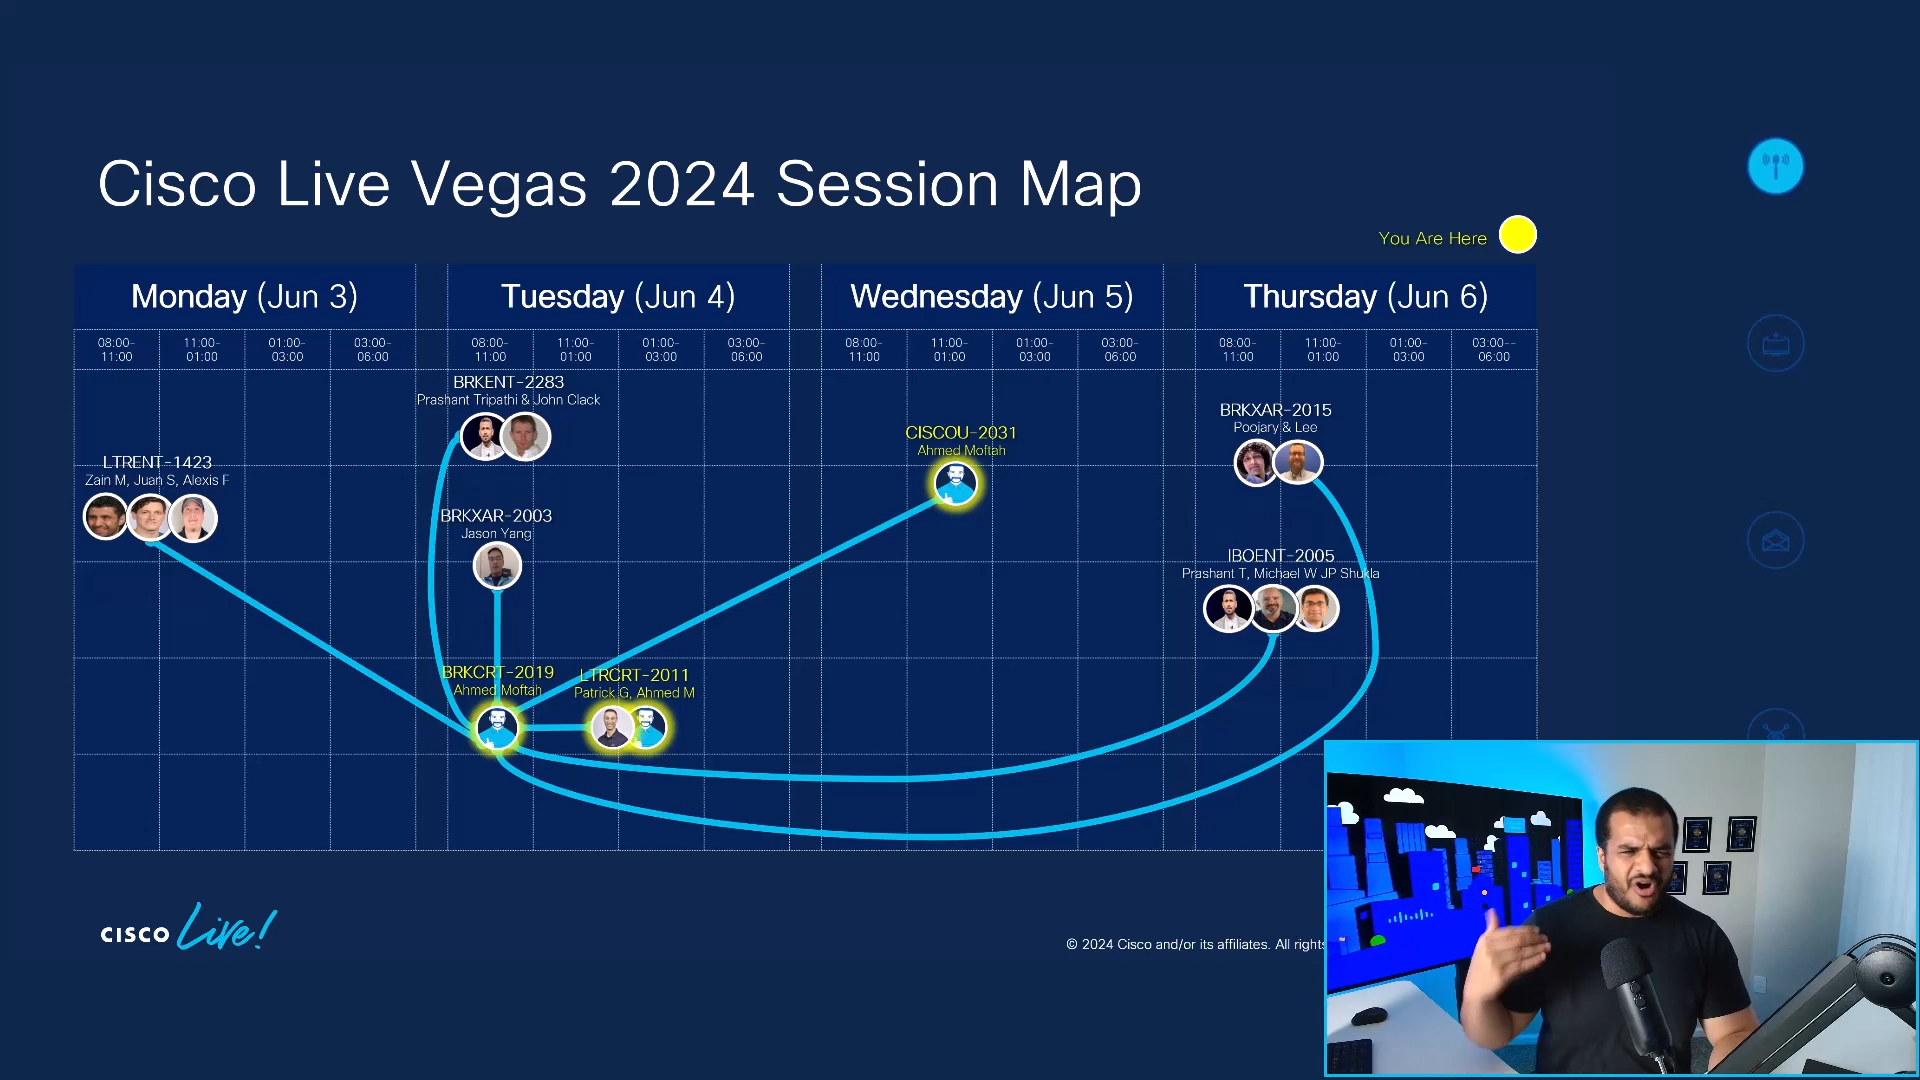 Cisco Live Vegas 2024 Session Map
You Are Here
Monday (Jun 3)
Tuesday (Jun 4)
Wednesday (Jun 5)
Thursday (Jun 6)
08:00-
11:00
11:00-
01:00
01:00-
03:00
03:00-
06:00
08:00-
11:00
11:00-
01:00
01:00-
03:00
03:00-
06:00
08:00-
11:00
11:00-
01:00
01:00-
03:00
03:00-
06:00
08:00-
11:00
11:00-
01:00
01:00-
03:00
03:00--
06:00
LTRENT-1423
Zain M, Juan S, Alexis F
BRKENT-2283
Prashant Tripathi & John Clack
BRKXAR-2003
Jason Yang
BRKCRT-2019
Ahmed Moftah
LTRCRT-2011
Patrick G, Ahmed M
CISCOU-2031
Ahmed Moftah
BRKXAR-2015
Poojary & Lee
IBOENT-2005
Prashant T, Michael W JP Shukla
CISCO Live!
© 2024 Cisco and/or its affiliates. All rights